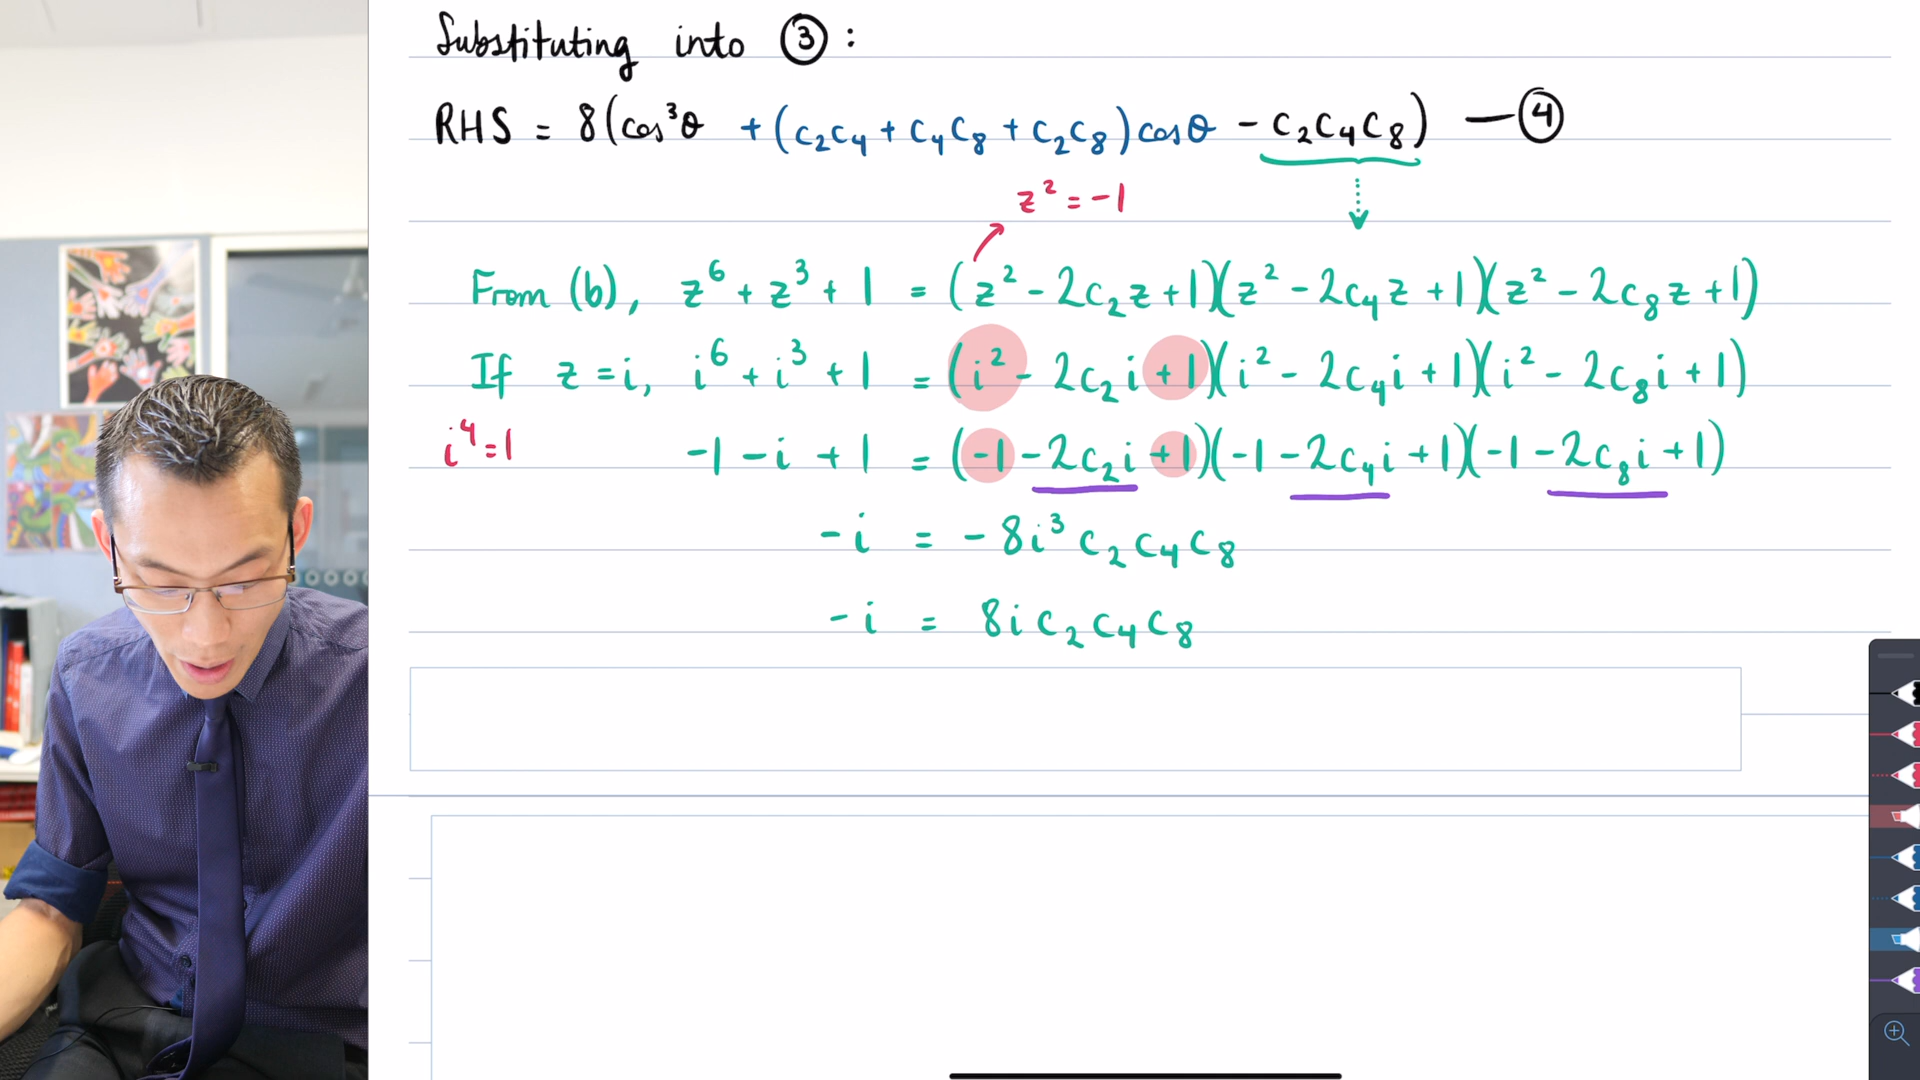 Substituting into ③ :
RHS = 8(cos³θ + (c₂c₄ + c₄c₈ + c₂c₈) cosθ - c₂c₄c₈) — ④
z² = -1
From (b), z⁶ + z³ + 1 = (z² - 2c₂z + 1)(z² - 2c₄z + 1)(z² - 2c₈z + 1)
If z = i, i⁶ + i³ + 1 = (i² - 2c₂i + 1)(i² - 2c₄i + 1)(i² - 2c₈i + 1)
i⁴ = 1
-1 - i + 1 = (-1 - 2c₂i + 1)(-1 - 2c₄i + 1)(-1 - 2c₈i + 1)
-i = -8i³c₂c₄c₈
-i = 8ic₂c₄c₈